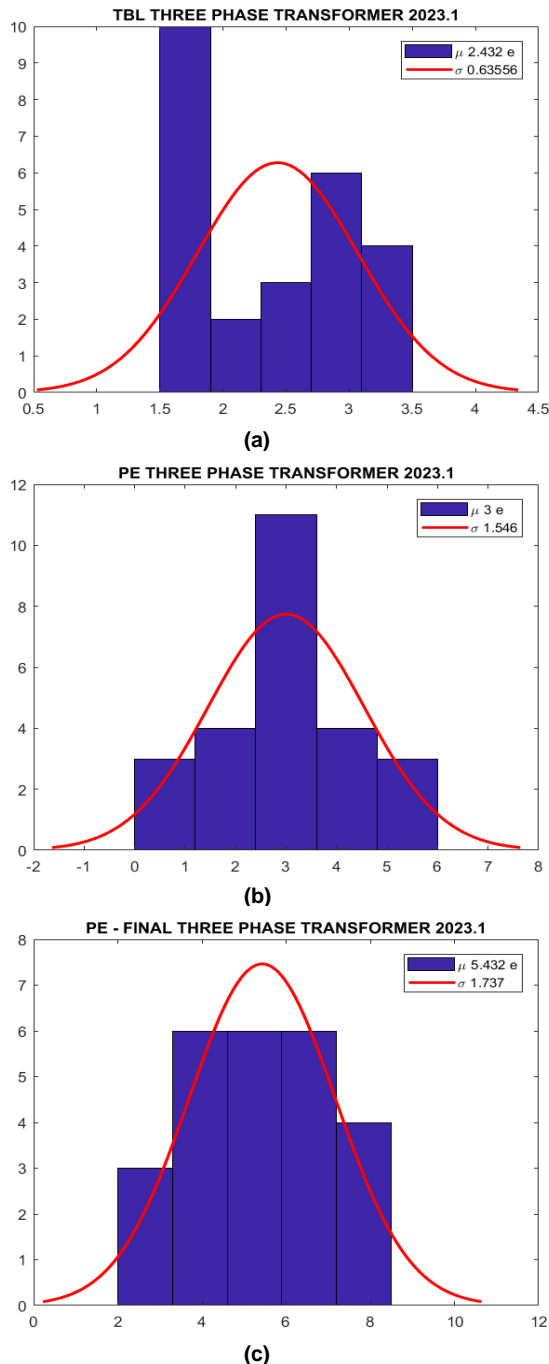 TBL THREE PHASE TRANSFORMER 2023.1
10
9
8
7
6
5
4
3
2
1
0
μ 2.432 e
σ 0.63556
0.5 1 1.5 2 2.5 3 3.5 4 4.5
(a)
PE THREE PHASE TRANSFORMER 2023.1
12
10
8
6
4
2
0
μ 3 e
σ 1.546
-2 -1 0 1 2 3 4 5 6 7 8
(b)
PE - FINAL THREE PHASE TRANSFORMER 2023.1
8
7
6
5
4
3
2
1
0
μ 5.432 e
σ 1.737
0 2 4 6 8 10 12
(c)